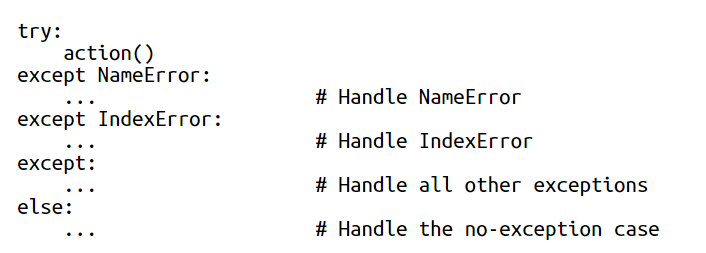 try:
    action()
except NameError:
    ...                   # Handle NameError
except IndexError:
    ...                   # Handle IndexError
except:
    ...                   # Handle all other exceptions
else:
    ...                   # Handle the no-exception case